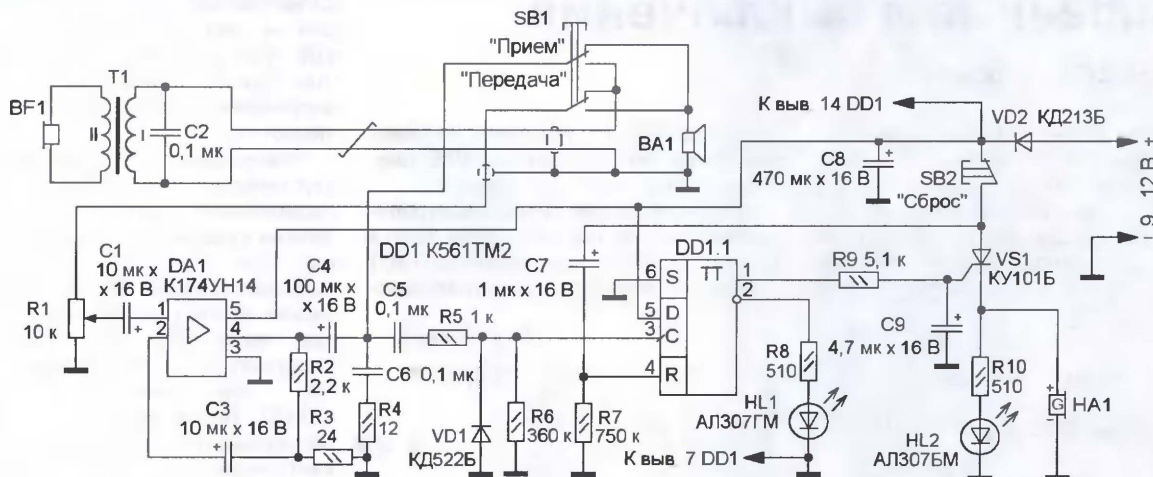 SB1
"Прием"
"Передача"
T1
BF1
II
I
C2
0,1 мк
BA1
К выв. 14 DD1
VD2 КД213Б
C8
470 мк x 16 В
SB2
"Сброс"
- 9...12 В +
C1
10 мк x
x 16 В
DA1
К174УН14
R1
10 к
1
2
5
4
3
C4
100 мк x
x 16 В
DD1 К561ТМ2
C5
0,1 мк
R5 1 к
C7
1 мк x 16 В
DD1.1
6
S
TT
1
2
5
D
3
C
4
R
R9 5,1 к
VS1
КУ101Б
C9
4,7 мк x 16 В
R2
2,2 к
C6 0,1 мк
R3
24
R4
12
C3
10 мк x 16 В
VD1
КД522Б
R6
360 к
R7
750 к
R8
510
HL1
АЛ307ГМ
К выв. 7 DD1
R10
510
HL2
АЛ307БМ
G
HA1